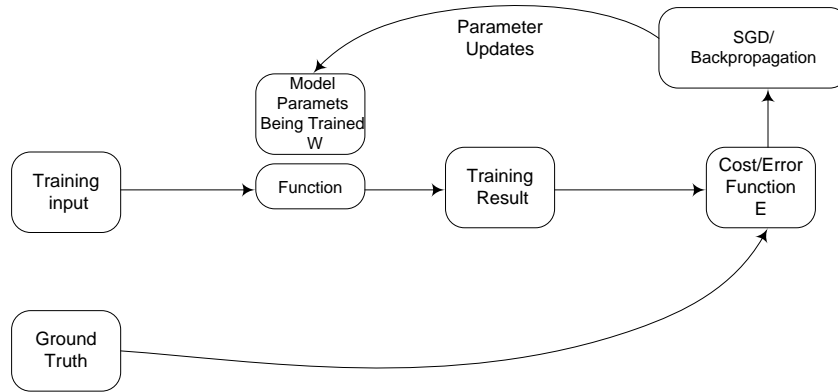 Parameter
Updates
SGD/
Backpropagation
Model
Paramets
Being Trained
W
Training
input
Function
Training
Result
Cost/Error
Function
E
Ground
Truth